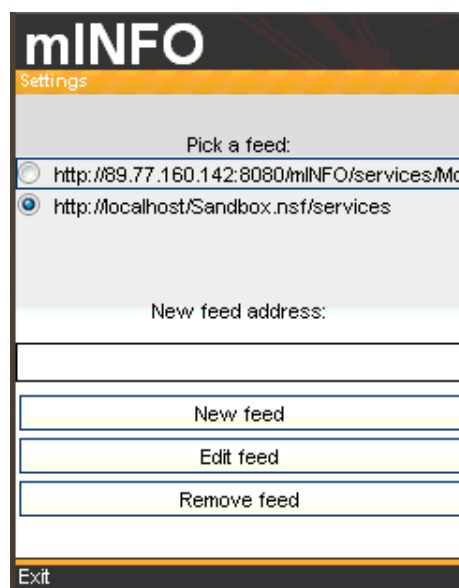 mINFO
Settings
Pick a feed:
http://89.77.160.142:8080/mINFO/services/Mo
http://localhost/Sandbox.nsf/services
New feed address:
New feed
Edit feed
Remove feed
Exit